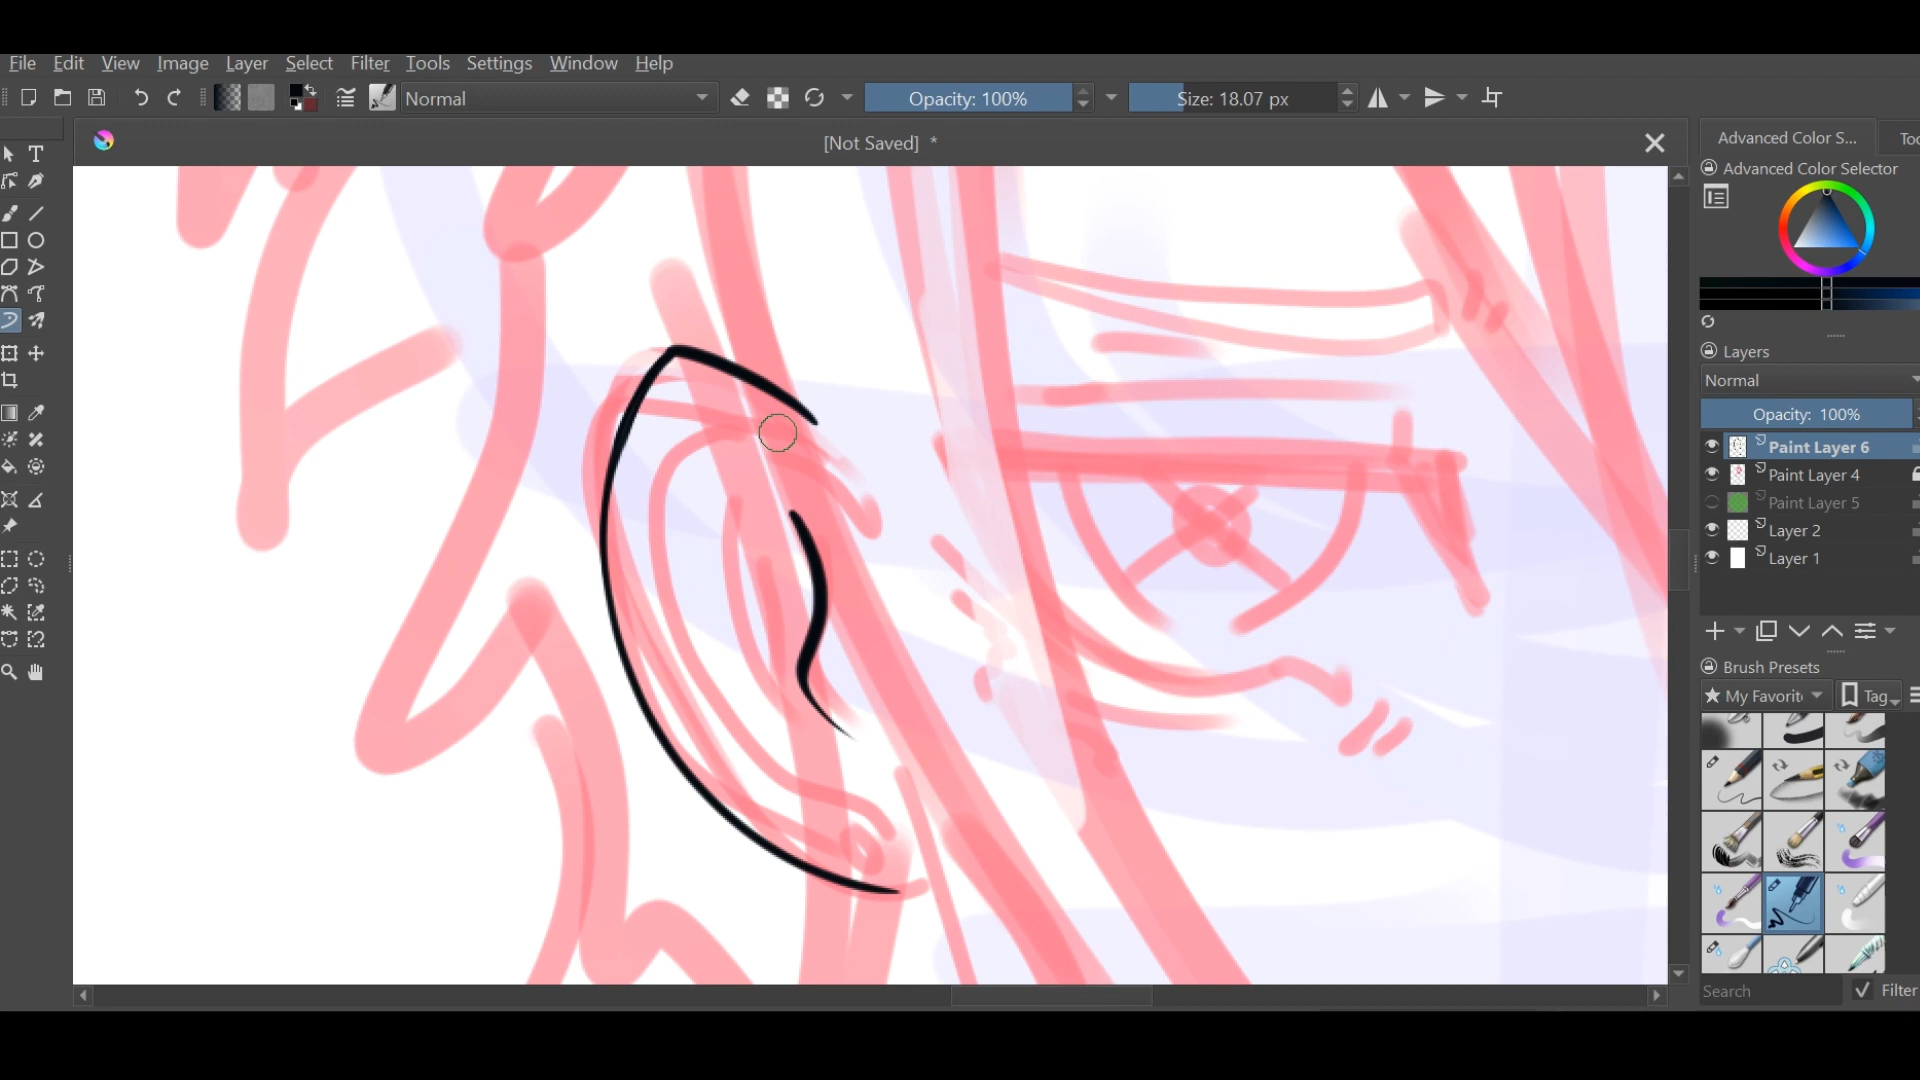 File Edit View Image Layer Select Filter Tools Settings Window Help
Normal Opacity: 100% Size: 18.07 px
[Not Saved] *
Advanced Color S... Too
Advanced Color Selector
Layers
Normal
Opacity: 100%
Paint Layer 6
Paint Layer 4
Paint Layer 5
Layer 2
Layer 1
Brush Presets
My Favorit Tag
Search Filter